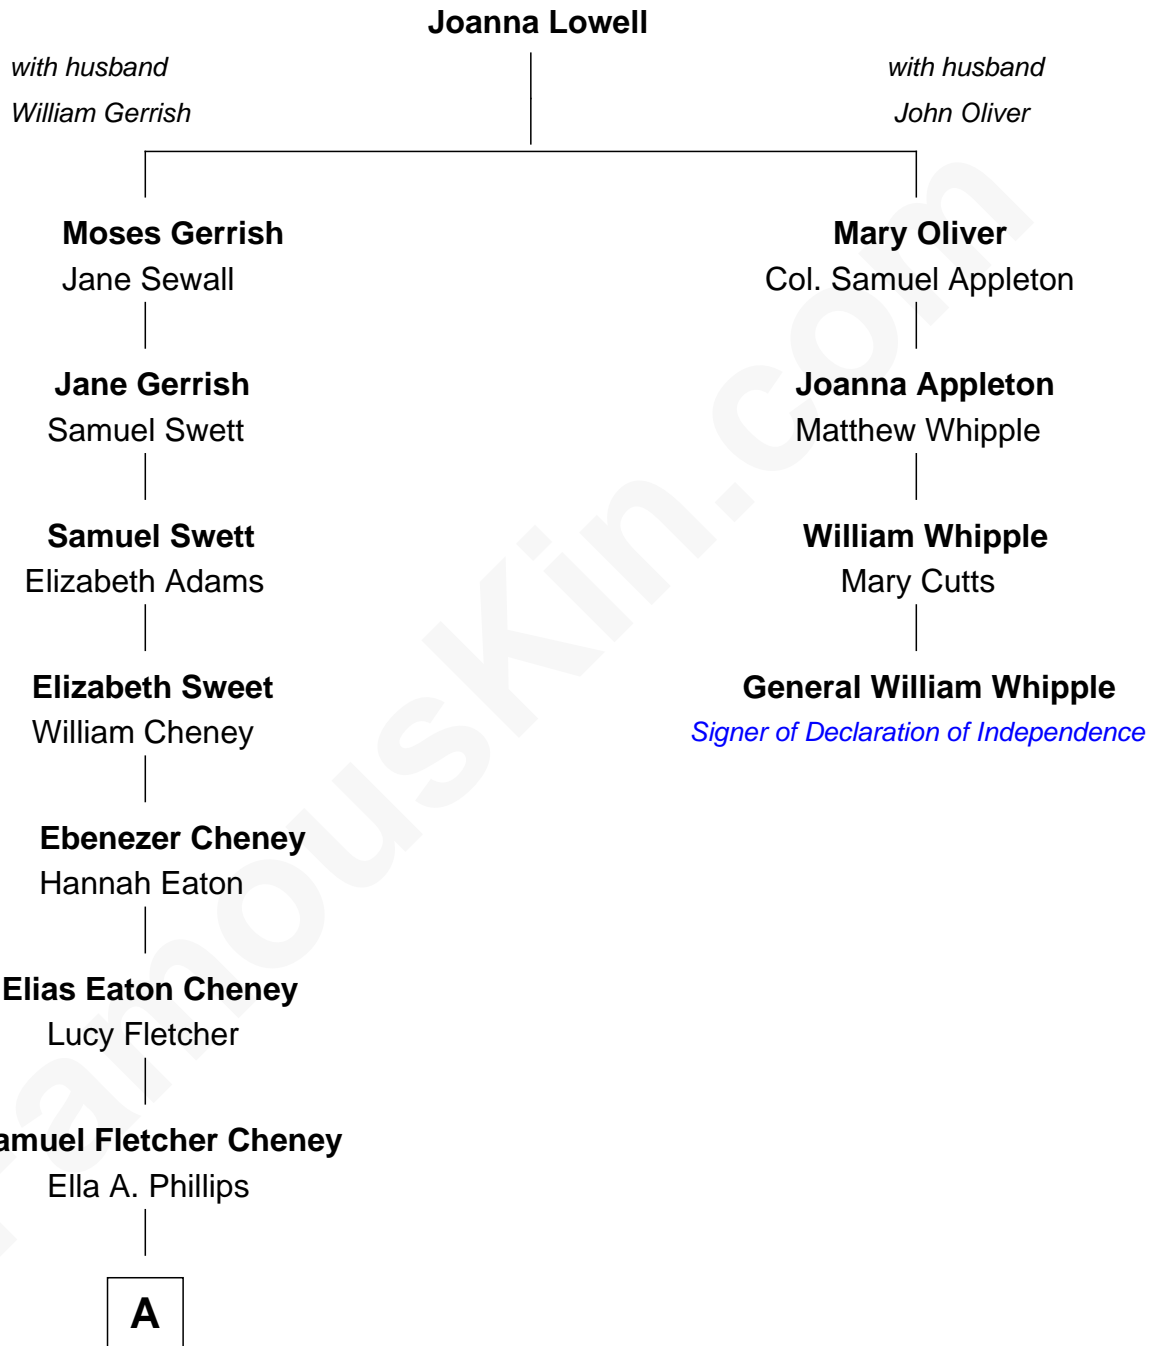 Joanna Lowell
with husband
William Gerrish
with husband
John Oliver
Moses Gerrish
Jane Sewall
Mary Oliver
Col. Samuel Appleton
Jane Gerrish
Samuel Swett
Joanna Appleton
Matthew Whipple
Samuel Swett
Elizabeth Adams
William Whipple
Mary Cutts
Elizabeth Sweet
William Cheney
General William Whipple
Signer of Declaration of Independence
Ebenezer Cheney
Hannah Eaton
Elias Eaton Cheney
Lucy Fletcher
amuel Fletcher Cheney
Ella A. Phillips
A
FamousKin.com